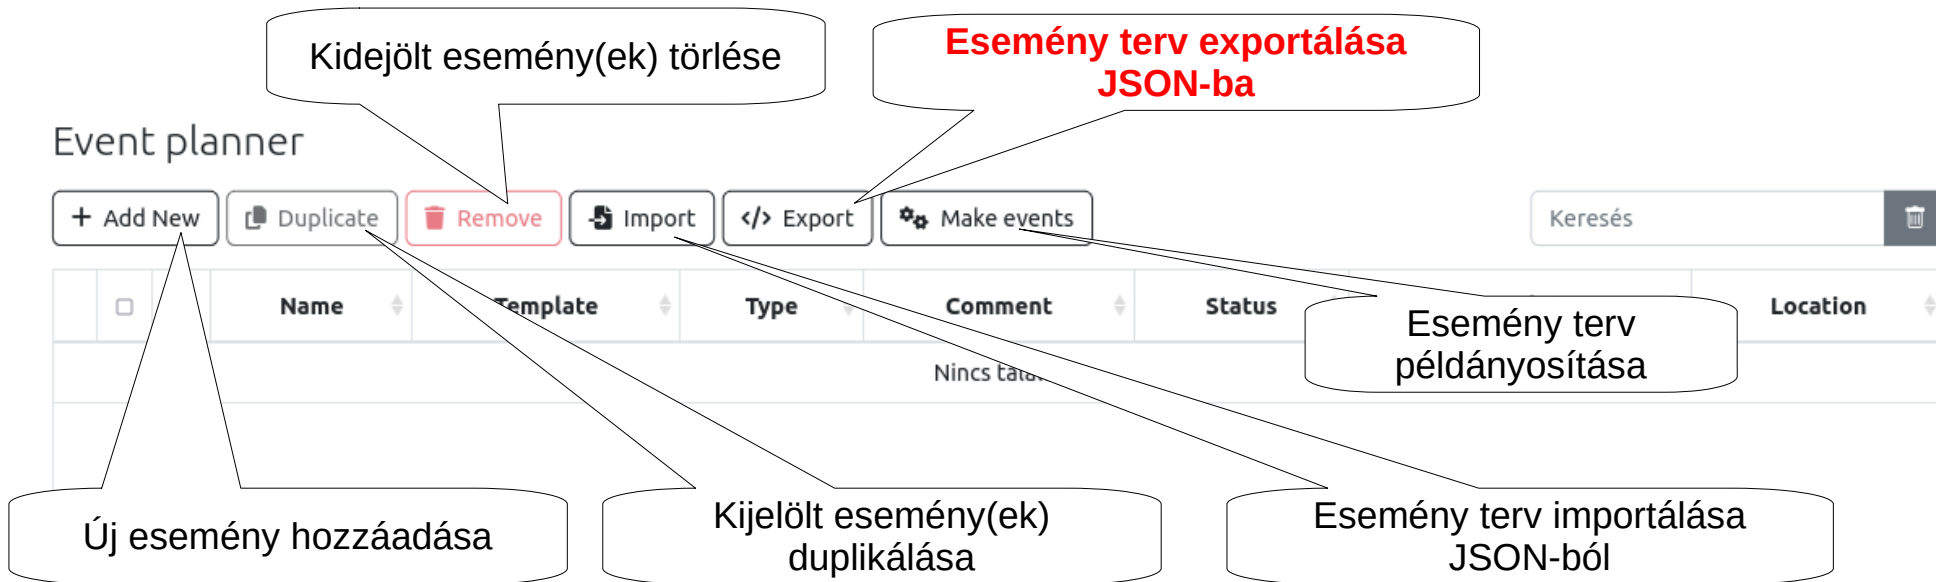 Kidejölt esemény(ek) törlése
Esemény terv exportálása
JSON-ba
Event planner
+ Add New
Duplicate
Remove
Import
</> Export
Make events
Keresés
Name
Template
Type
Comment
Status
Location
Nincs
Esemény terv
példányosítása
Új esemény hozzáadása
Kijelölt esemény(ek)
duplikálása
Esemény terv importálása
JSON-ból